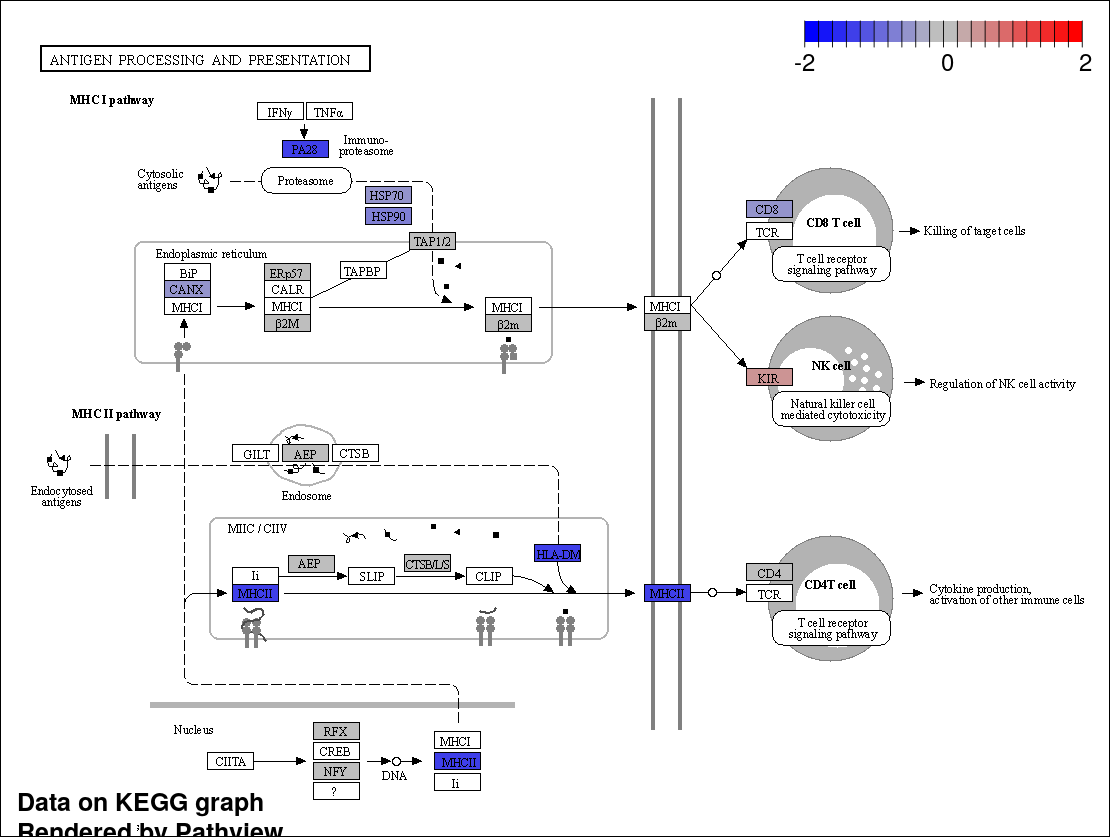 -2 0 2
ANTIGEN PROCESSING AND PRESENTATION
MHC I pathway
IFNγ TNFα
PA28
Immuno-
proteasome
Cytosolic
antigens
Proteasome
HSP70
HSP90
TAP1/2
Endoplasmic reticulum
TAPBP
BiP
CANX
MHCI
ERp57
CALR
MHCI
β2M
MHCI
β2m
MHCI
β2m
CD8
TCR
CD8 T cell
T cell receptor
signaling pathway
Killing of target cells
KIR
NK cell
Natural killer cell
mediated cytotoxicity
Regulation of NK cell activity
MHC II pathway
Endocytosed
antigens
GILT AEP CTSB
Endosome
MIIC / CIIV
Ii
MHCII
AEP
SLIP
CTSB/L/S
CLIP
HLA-DM
MHCII
CD4
TCR
CD4T cell
T cell receptor
signaling pathway
Cytokine production,
activation of other immune cells
Nucleus
CIITA
RFX
CREB
NFY
?
DNA
MHCI
MHCII
Ii
Data on KEGG graph
Rendered by Pathview